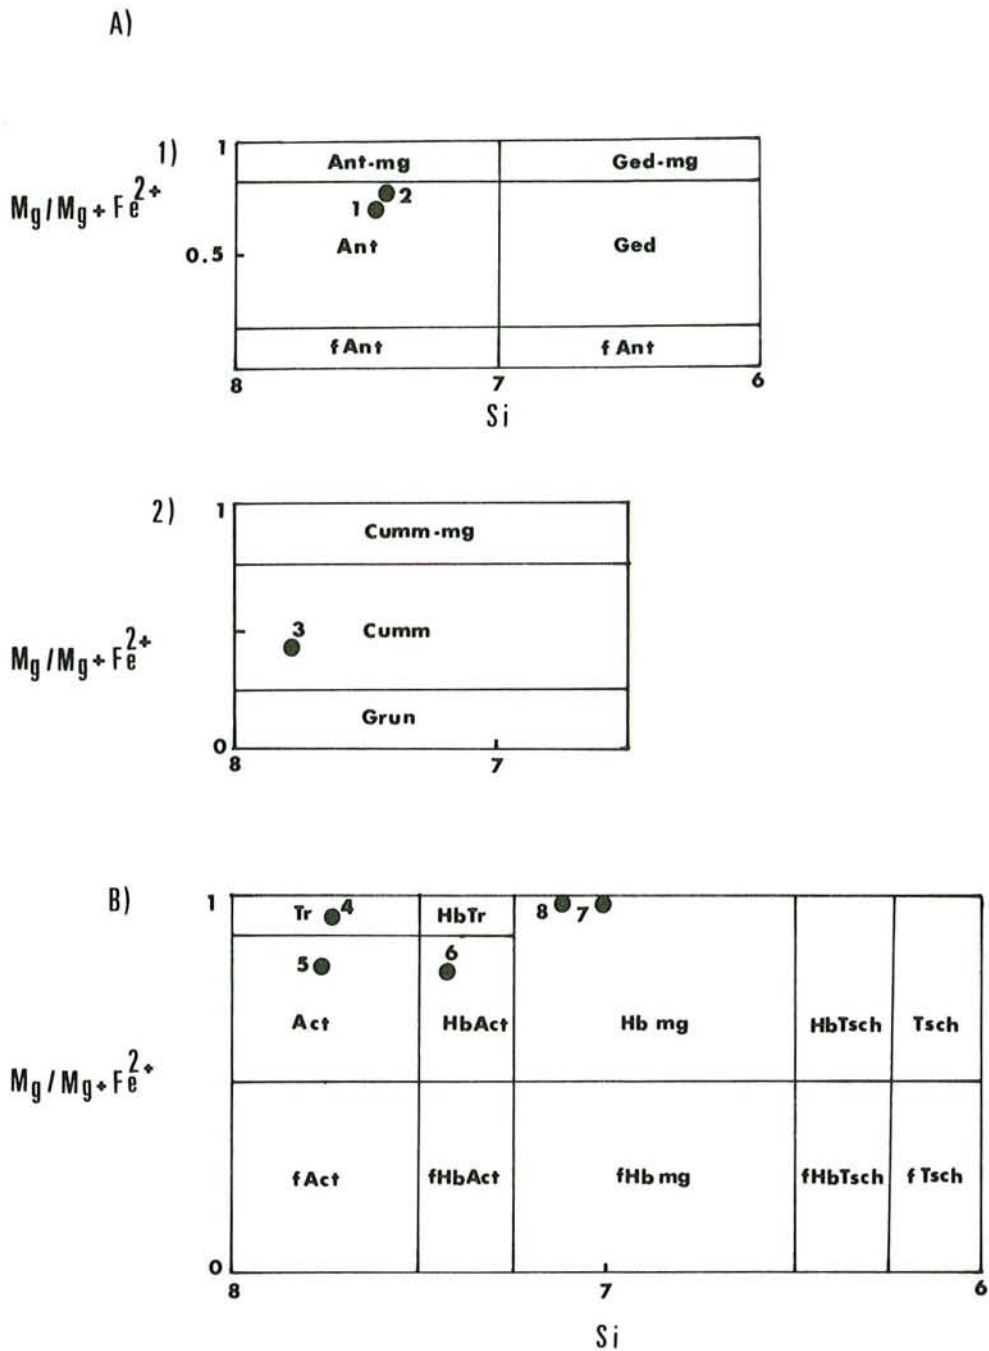 A)
1)
1
Ant-mg
Ged-mg
Mg/Mg+Fe2+
1
2
0.5
Ant
Ged
f Ant
f Ant
8
7
6
Si
2)
1
Cumm-mg
3
Cumm
Mg/Mg+Fe2+
Grun
0
8
7
B)
1
Tr
4
HbTr
8
7
5
6
Act
HbAct
Hb mg
HbTsch
Tsch
Mg/Mg+Fe2+
fAct
fHbAct
fHb mg
fHbTsch
f Tsch
0
8
7
6
Si